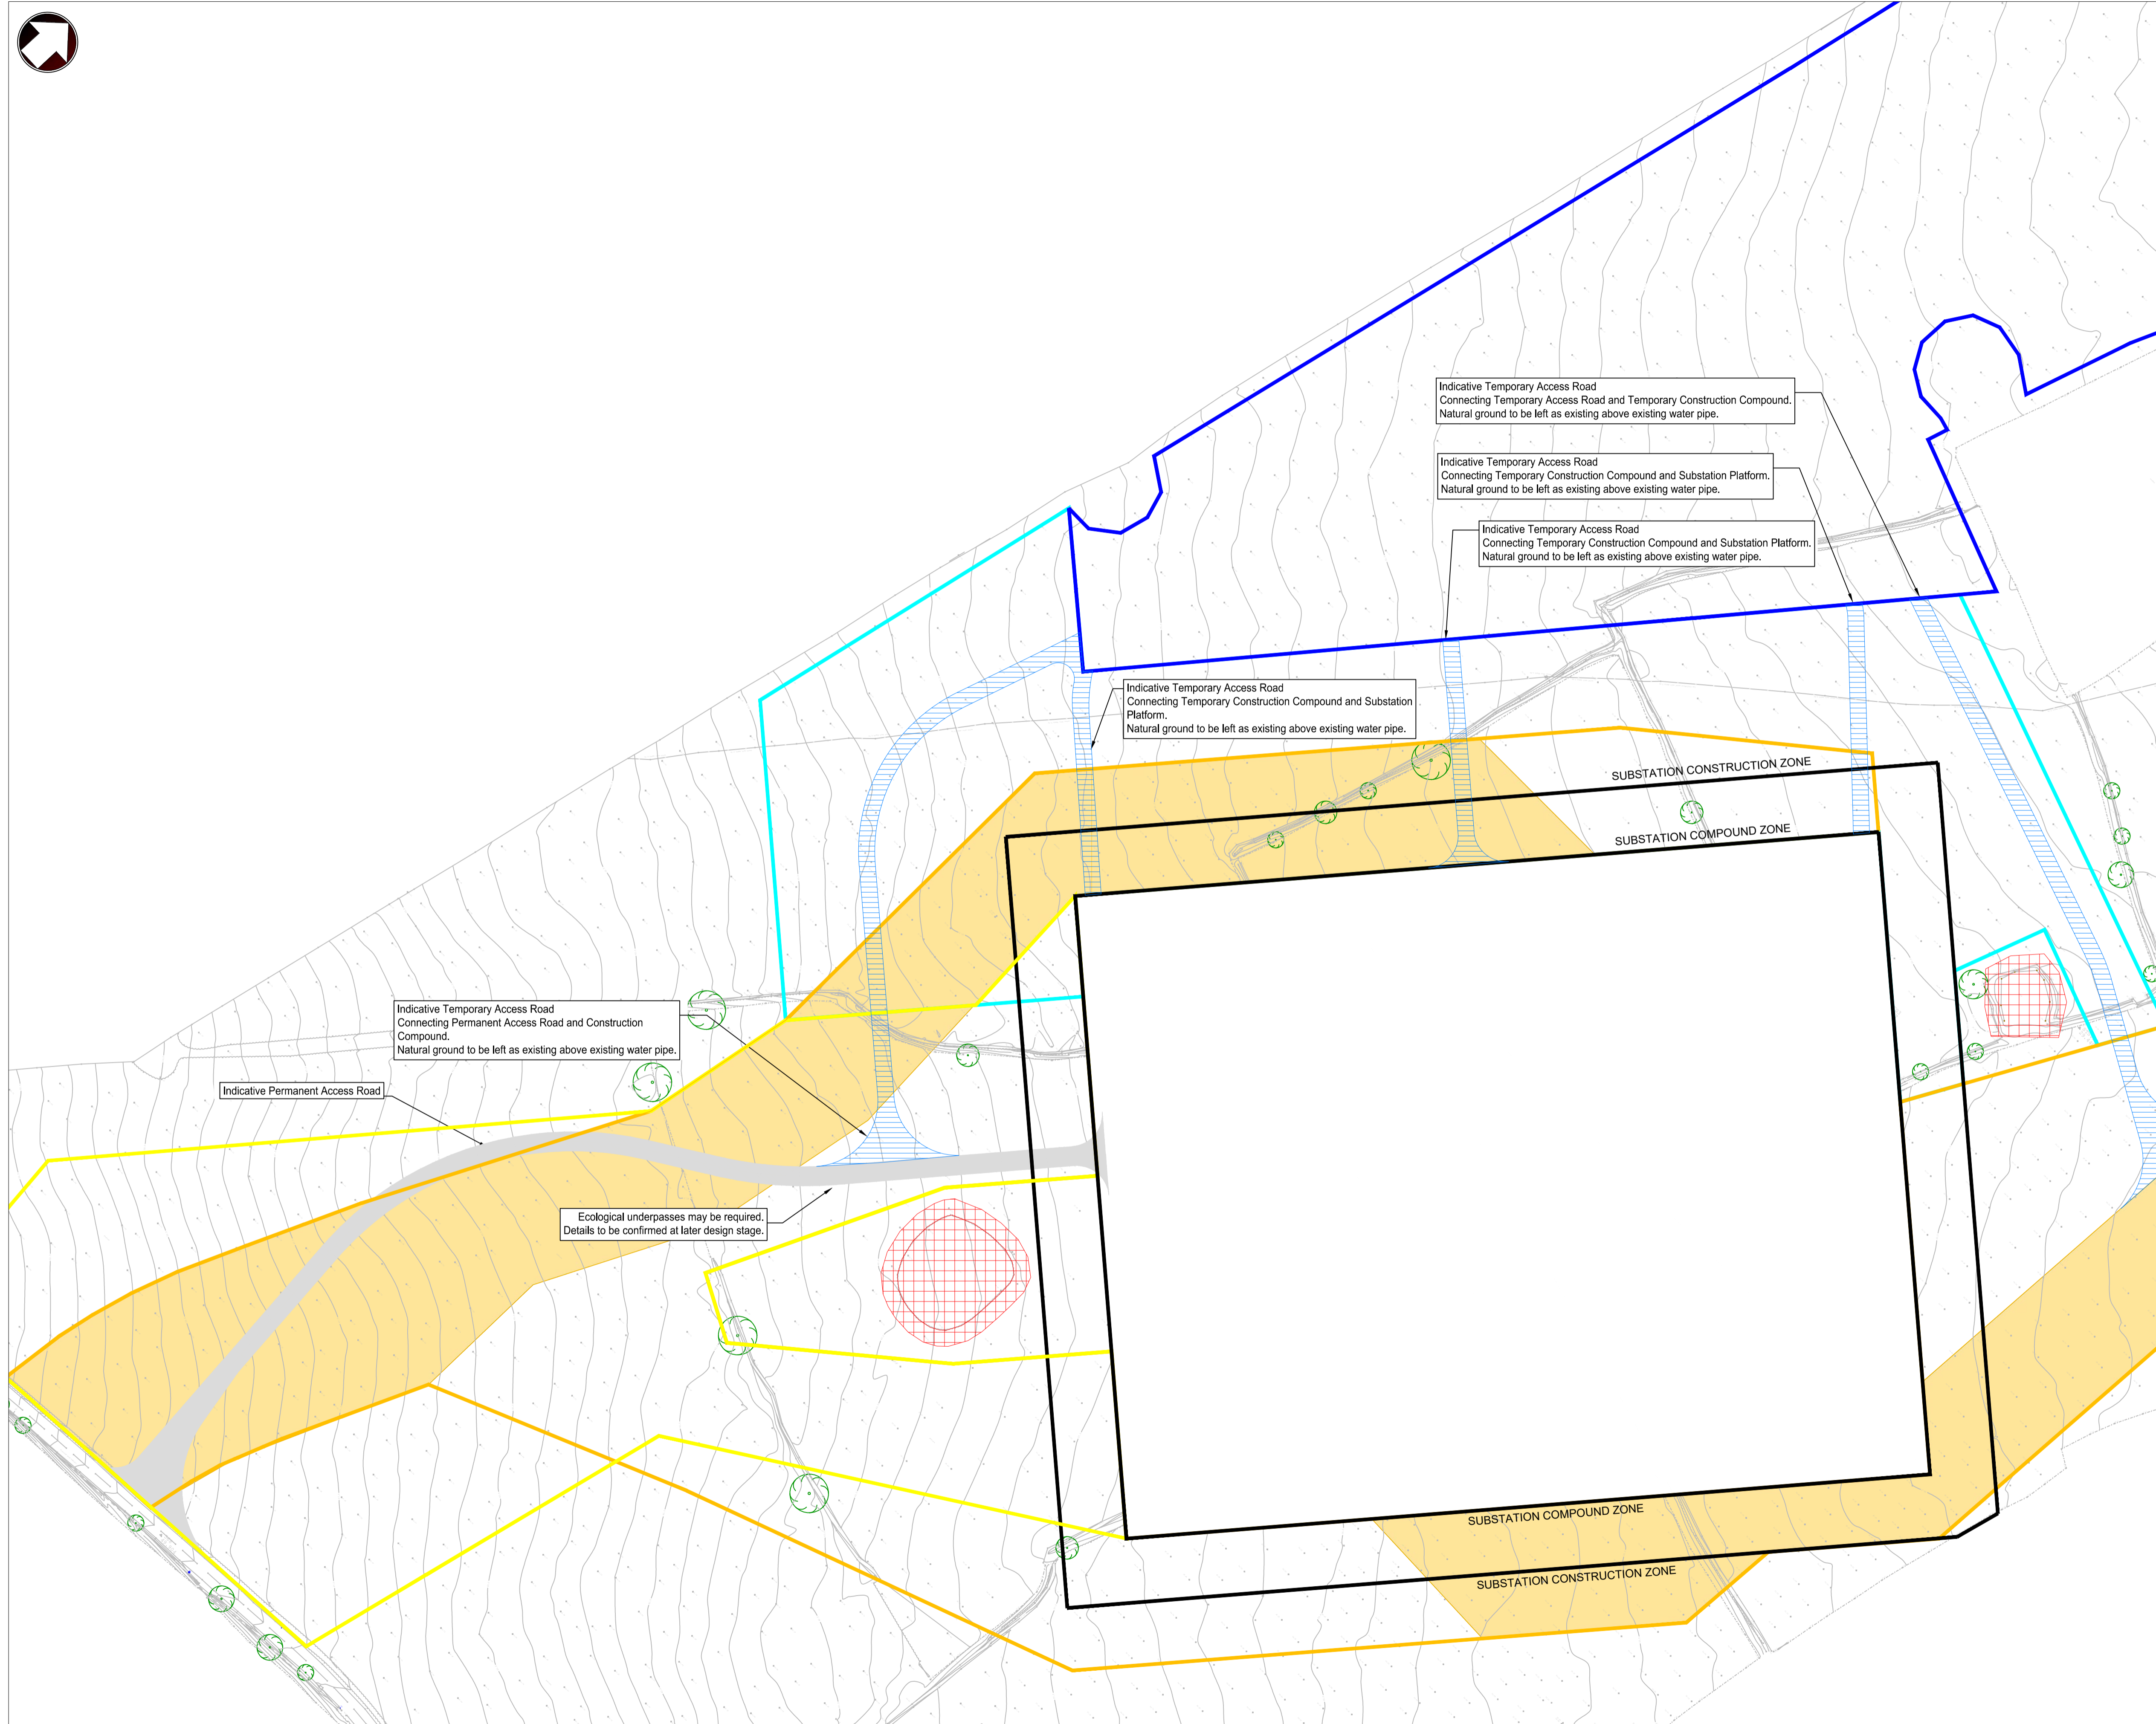 Indicative Temporary Access Road
Connecting Temporary Access Road and Temporary Construction Compound.
Natural ground to be left as existing above existing water pipe.
Indicative Temporary Access Road
Connecting Temporary Construction Compound and Substation Platform.
Natural ground to be left as existing above existing water pipe.
Indicative Temporary Access Road
Connecting Temporary Construction Compound and Substation Platform.
Natural ground to be left as existing above existing water pipe.
Indicative Temporary Access Road
Connecting Temporary Construction Compound and Substation
Platform.
Natural ground to be left as existing above existing water pipe.
SUBSTATION CONSTRUCTION ZONE
SUBSTATION COMPOUND ZONE
Indicative Temporary Access Road
Connecting Permanent Access Road and Construction
Compound.
Natural ground to be left as existing above existing water pipe.
Indicative Permanent Access Road
Ecological underpasses may be required.
Details to be confirmed at later design stage.
SUBSTATION COMPOUND ZONE
SUBSTATION CONSTRUCTION ZONE